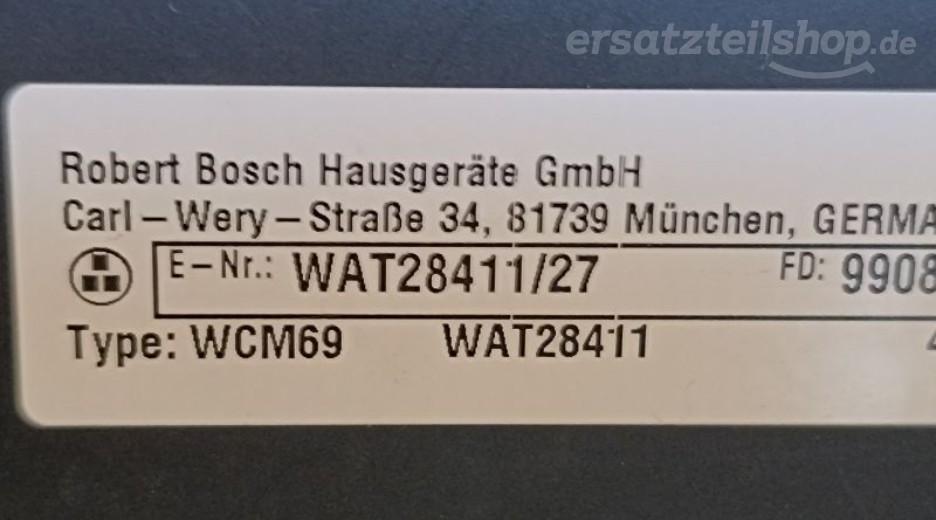 ersatzteilshop.de
Robert Bosch Hausgeräte GmbH
Carl – Wery – Straße 34, 81739 München, GERMA
E – Nr.: WAT28411/27 FD: 9908
Type: WCM69 WAT28411